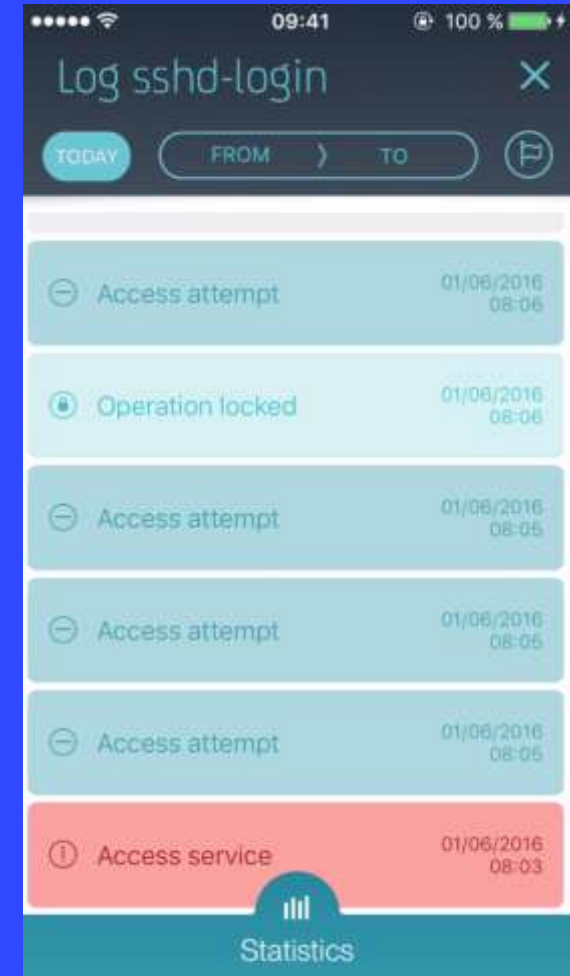 09:41
100 %
Log sshd-login
TODAY
FROM
TO
Access attempt
01/06/2016
08:06
Operation locked
01/06/2016
08:06
Access attempt
01/06/2016
08:05
Access attempt
01/06/2016
08:05
Access attempt
01/06/2016
08:05
Access service
01/06/2016
08:03
Statistics